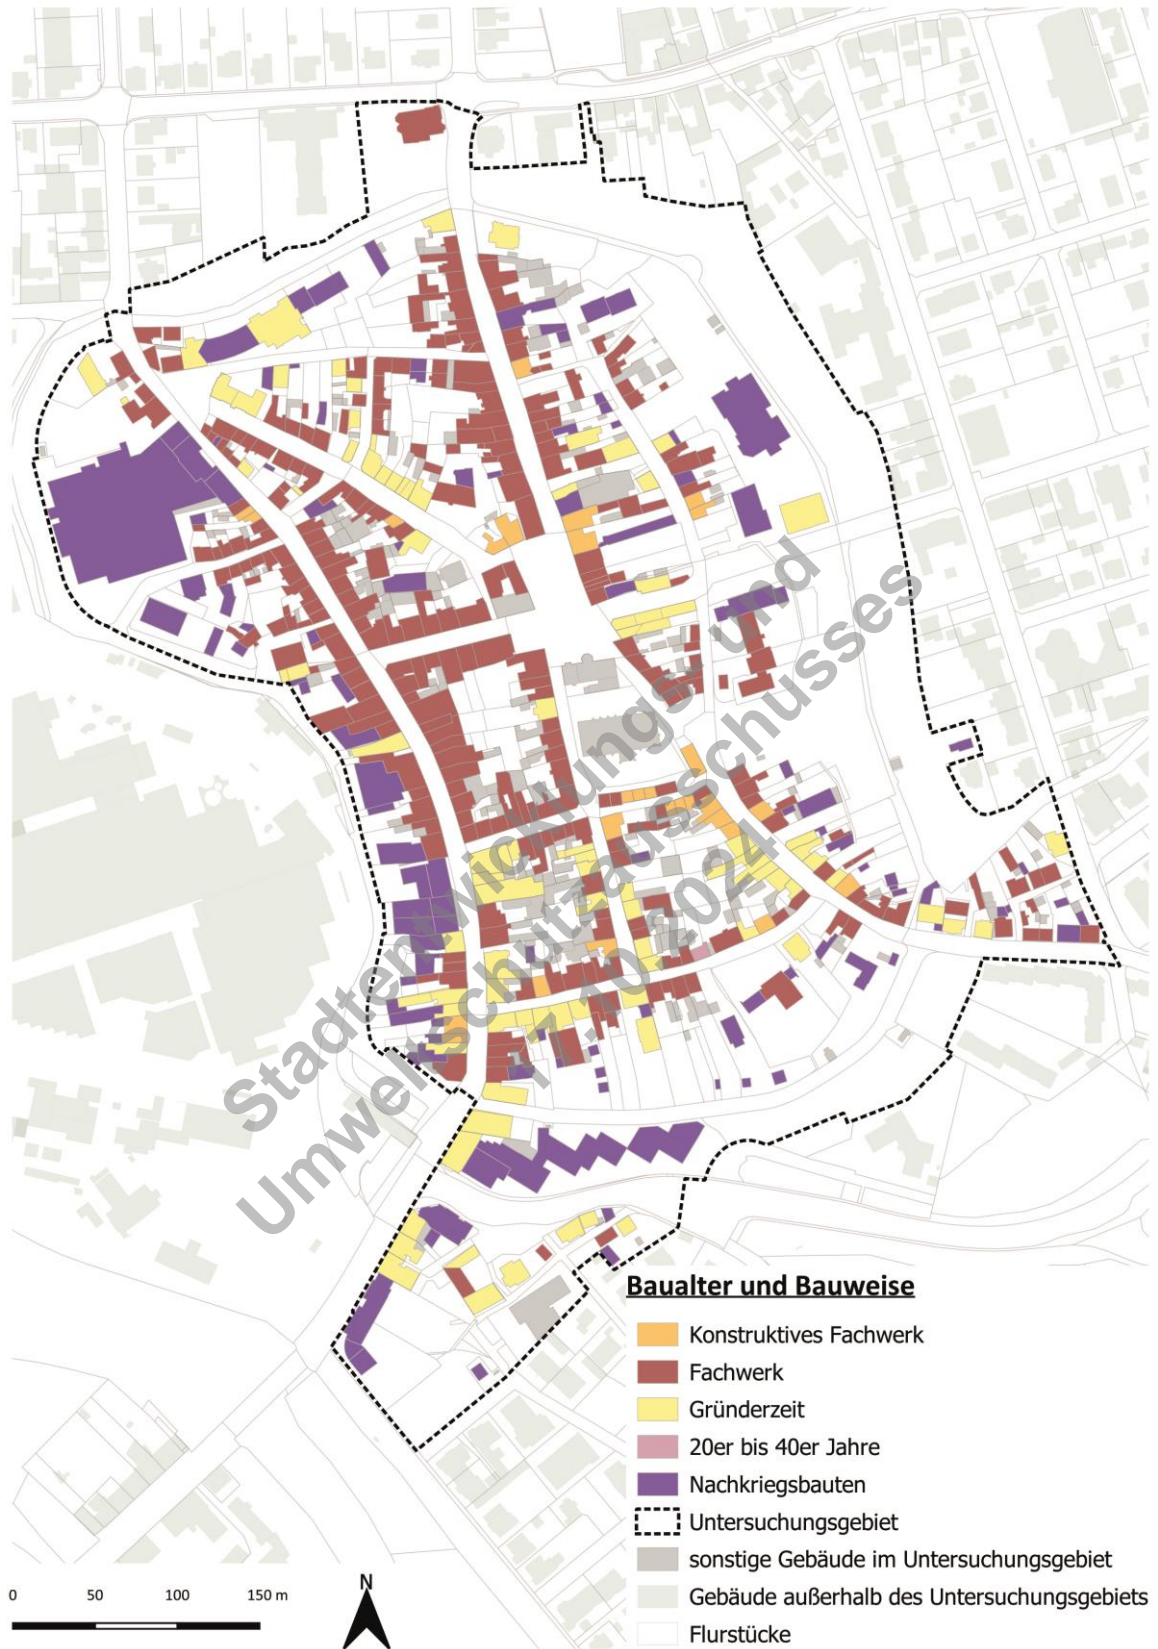 Stadtentwicklungs- und
Umweltschutzausschusses
17.10.2024
Baualter und Bauweise
Konstruktives Fachwerk
Fachwerk
Gründerzeit
20er bis 40er Jahre
Nachkriegsbauten
Untersuchungsgebiet
sonstige Gebäude im Untersuchungsgebiet
Gebäude außerhalb des Untersuchungsgebiets
Flurstücke
0 50 100 150 m
N